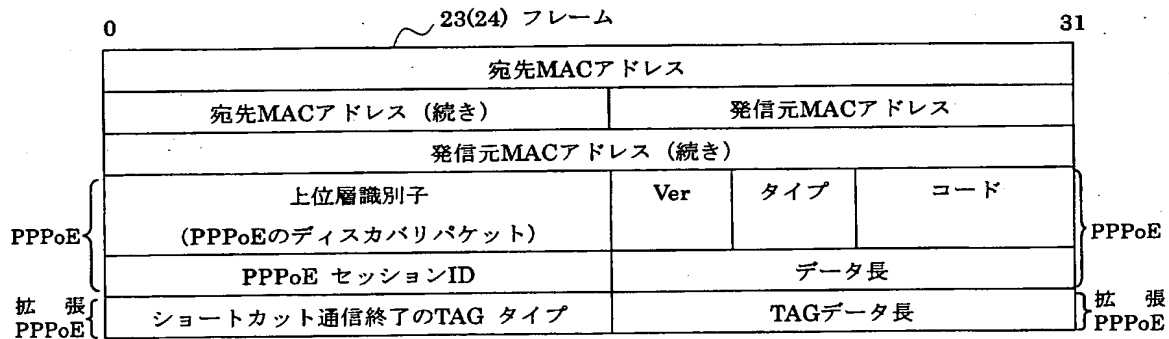 23(24) フレーム
0 31
宛先MACアドレス
宛先MACアドレス (続き) 発信元MACアドレス
発信元MACアドレス (続き)
上位層識別子 Ver タイプ コード
(PPPoEのディスカバリパケット)
PPPoE PPPoE
PPPoE セッションID データ長
拡 張 拡 張
ショートカット通信終了のTAG タイプ TAGデータ長
PPPoE PPPoE